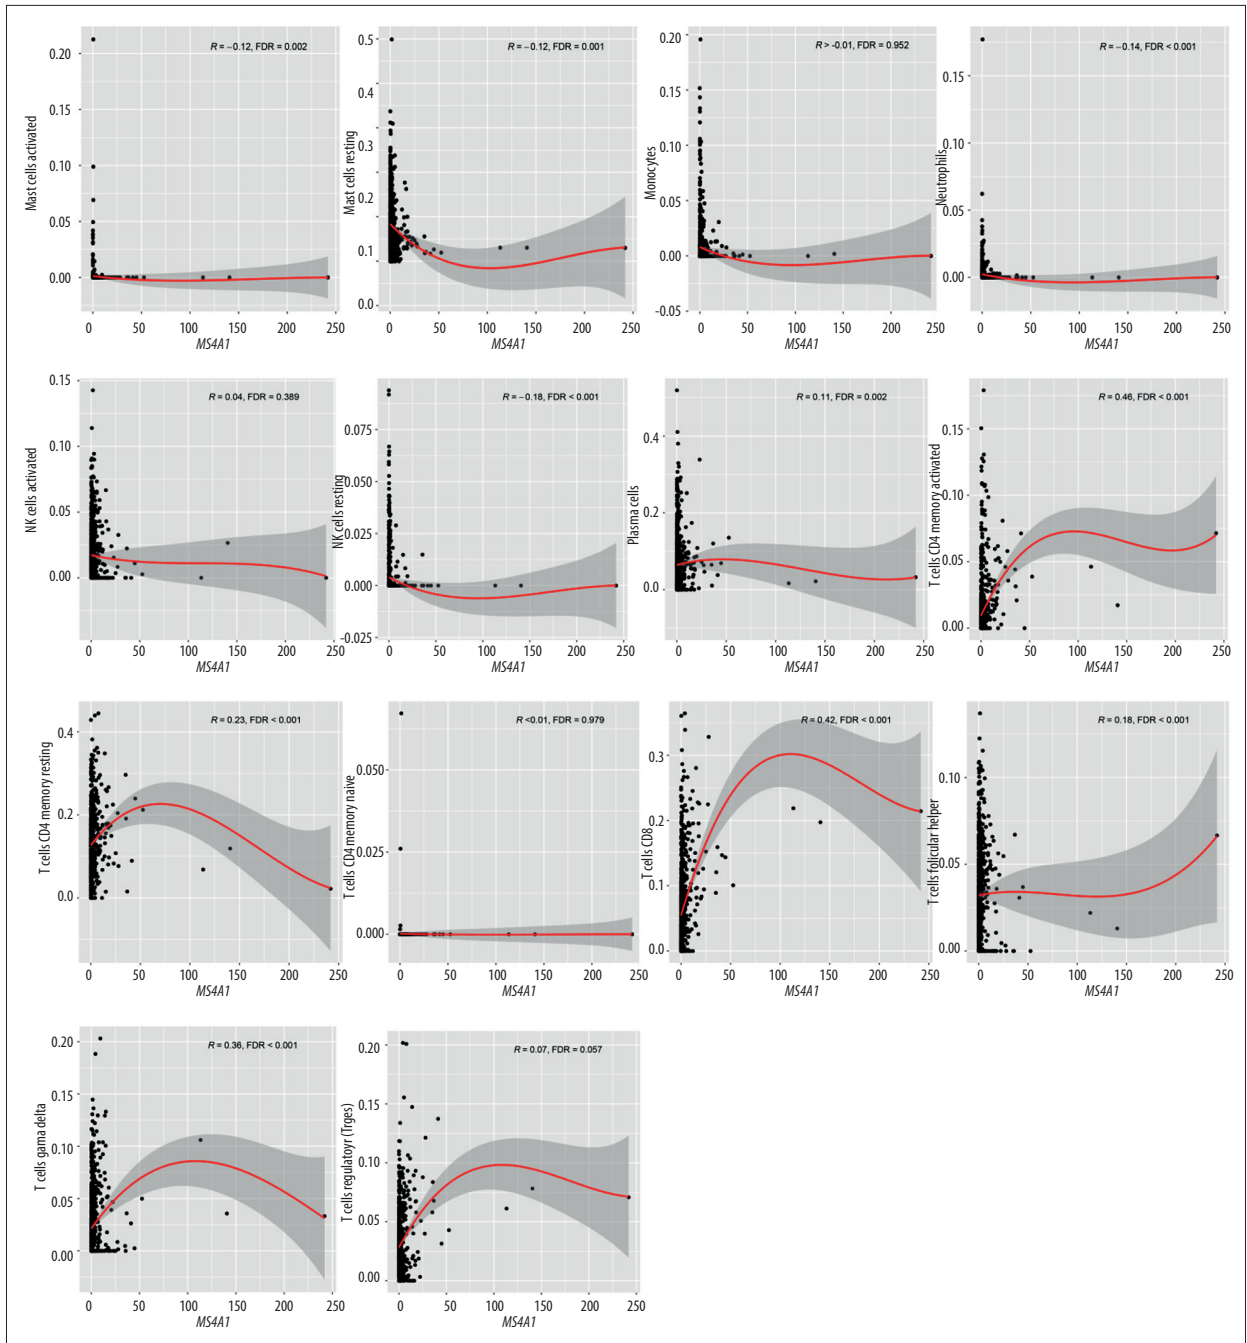 R = −0.12, FDR = 0.002
Mast cells activated
0.20
0.15
0.10
0.05
0.00
0 50 100 150 200 250
MS4A1
R = −0.12, FDR = 0.001
Mast cells resting
0.5
0.4
0.3
0.2
0.1
0.0
0 50 100 150 200 250
MS4A1
R > -0.01, FDR = 0.952
Monocytes
0.20
0.15
0.10
0.05
0.00
-0.05
0 50 100 150 200 250
MS4A1
R = −0.14, FDR < 0.001
Neutrophils
0.15
0.10
0.05
0.00
0 50 100 150 200 250
MS4A1
R = 0.04, FDR = 0.389
NK cells activated
0.15
0.10
0.05
0.00
0 50 100 150 200 250
MS4A1
R = −0.18, FDR < 0.001
NK cells resting
0.075
0.050
0.025
0.000
-0.025
0 50 100 150 200 250
MS4A1
R = 0.11, FDR = 0.002
Plasma cells
0.4
0.2
0.0
0 50 100 150 200 250
MS4A1
R = 0.46, FDR < 0.001
T cells CD4 memory activated
0.15
0.10
0.05
0.00
0 50 100 150 200 250
MS4A1
R = 0.23, FDR < 0.001
T cells CD4 memory resting
0.4
0.2
0.0
0 50 100 150 200 250
MS4A1
R <0.01, FDR = 0.979
T cells CD4 memory naive
0.050
0.025
0.000
0 50 100 150 200 250
MS4A1
R = 0.42, FDR < 0.001
T cells CD8
0.3
0.2
0.1
0.0
0 50 100 150 200 250
MS4A1
R = 0.18, FDR < 0.001
T cells folicular helper
0.10
0.05
0.00
0 50 100 150 200 250
MS4A1
R = 0.36, FDR < 0.001
T cells gama delta
0.20
0.15
0.10
0.05
0.00
0 50 100 150 200 250
MS4A1
R = 0.07, FDR = 0.057
T cells regulatoyr (Trges)
0.20
0.15
0.10
0.05
0.00
0 50 100 150 200 250
MS4A1